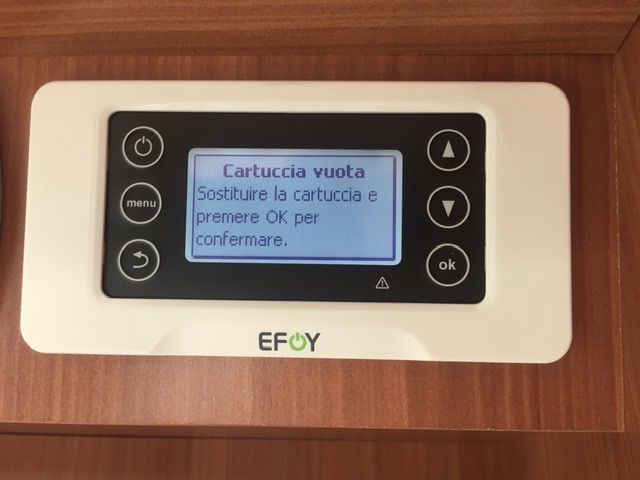 Cartuccia vuota
Sostituire la cartuccia e
premere OK per
confermare.
menu
ok
EFOY